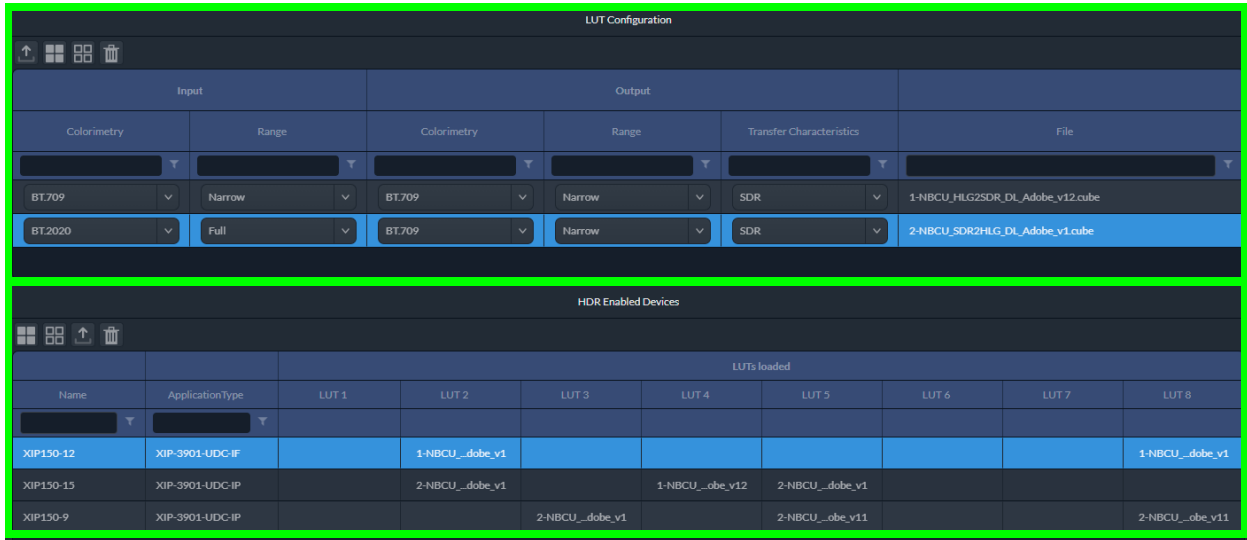 LUT Configuration
Input Output
Colorimetry Range Colorimetry Range Transfer Characteristics File
BT.709 Narrow BT.709 Narrow SDR 1-NBCU_HLG2SDR_DL_Adobe_v12.cube
BT.2020 Full BT.709 Narrow SDR 2-NBCU_SDR2HLG_DL_Adobe_v1.cube
HDR Enabled Devices
LUTs loaded
Name ApplicationType LUT 1 LUT 2 LUT 3 LUT 4 LUT 5 LUT 6 LUT 7 LUT 8
XIP150-12 XIP-3901-UDC-IF 1-NBCU_...dobe_v1 1-NBCU_...dobe_v1
XIP150-15 XIP-3901-UDC-IP 2-NBCU_...dobe_v1 1-NBCU_...obe_v12 2-NBCU_...dobe_v1
XIP150-9 XIP-3901-UDC-IP 2-NBCU_...dobe_v1 2-NBCU_...obe_v11 2-NBCU_...obe_v11